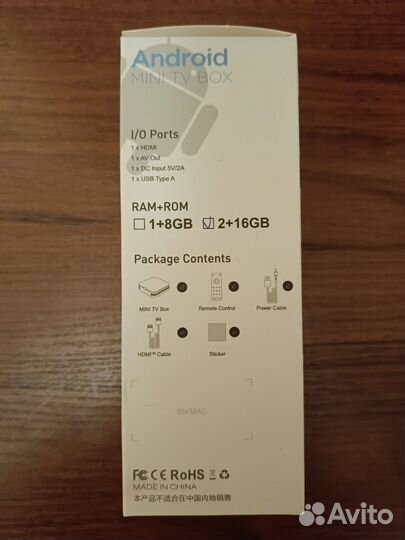 Android
MINI TV BOX
I/O Ports
1 x HDMI
1 x AV Out
1 x DC Input 5V/2A
1 x USB Type A
RAM+ROM
1+8GB 2+16GB
Package Contents
MINI TV Box Remote Control Power Cable
HDMI™ Cable Sticker
SN/MAC
FC CE RoHS
MADE IN CHINA
本产品不适合在中国内地销售
Avito